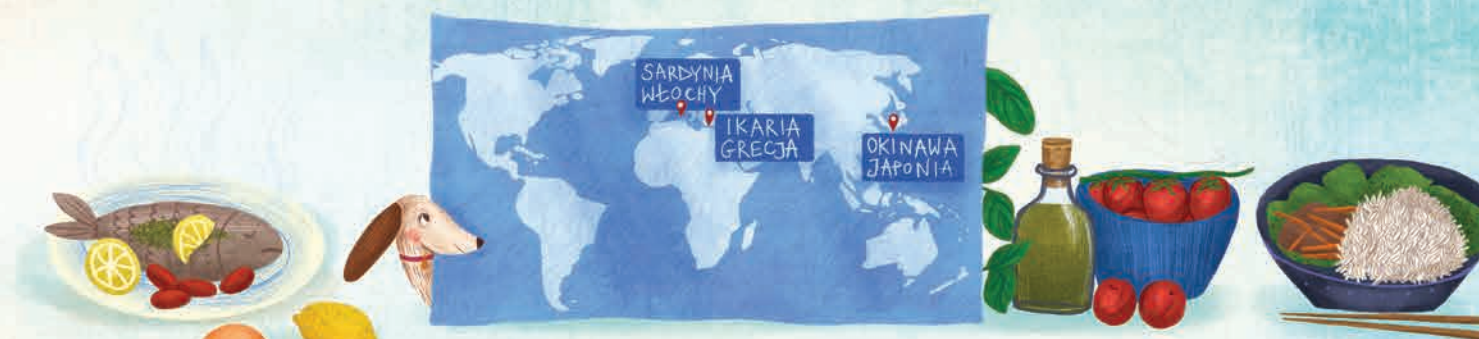 SARDYNIA
WŁOCHY
IKARIA
GRECJA
OKINAWA
JAPONIA